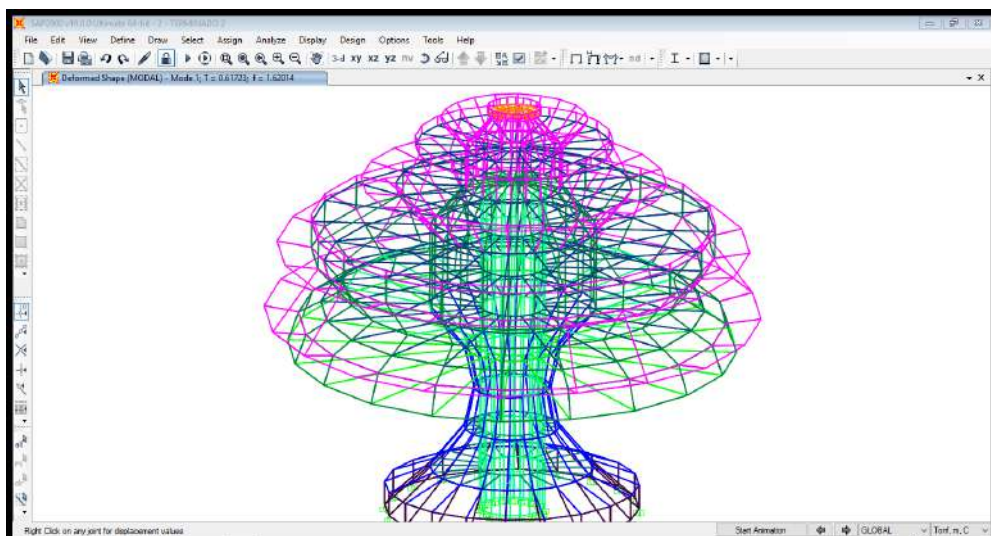 File Edit View Define Draw Select Assign Analyze Display Design Options Tools Help
3-d xy xz yz nv
Deformed Shape (MODAL) - Mode 1; T = 0.61723; f = 1.62014
Right Click on any joint for displacement values
Start Animation
GLOBAL
Tonf, m, C